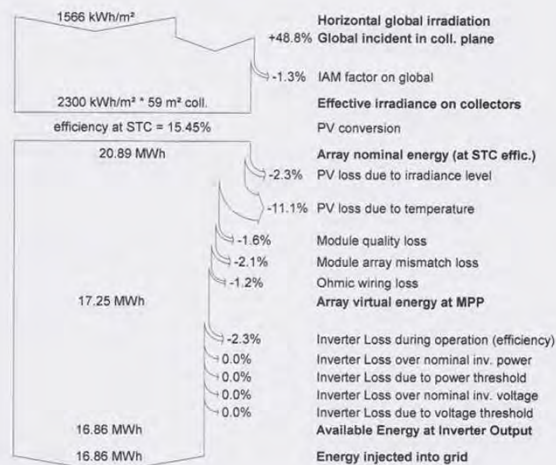 1566 kWh/m² Horizontal global irradiation
+48.8% Global incident in coll. plane
-1.3% IAM factor on global
2300 kWh/m² * 59 m² coll. Effective irradiance on collectors
efficiency at STC = 15.45% PV conversion
20.89 MWh Array nominal energy (at STC effic.)
-2.3% PV loss due to irradiance level
-11.1% PV loss due to temperature
-1.6% Module quality loss
-2.1% Module array mismatch loss
-1.2% Ohmic wiring loss
17.25 MWh Array virtual energy at MPP
-2.3% Inverter Loss during operation (efficiency)
0.0% Inverter Loss over nominal inv. power
0.0% Inverter Loss due to power threshold
0.0% Inverter Loss over nominal inv. voltage
0.0% Inverter Loss due to voltage threshold
16.86 MWh Available Energy at Inverter Output
16.86 MWh Energy injected into grid